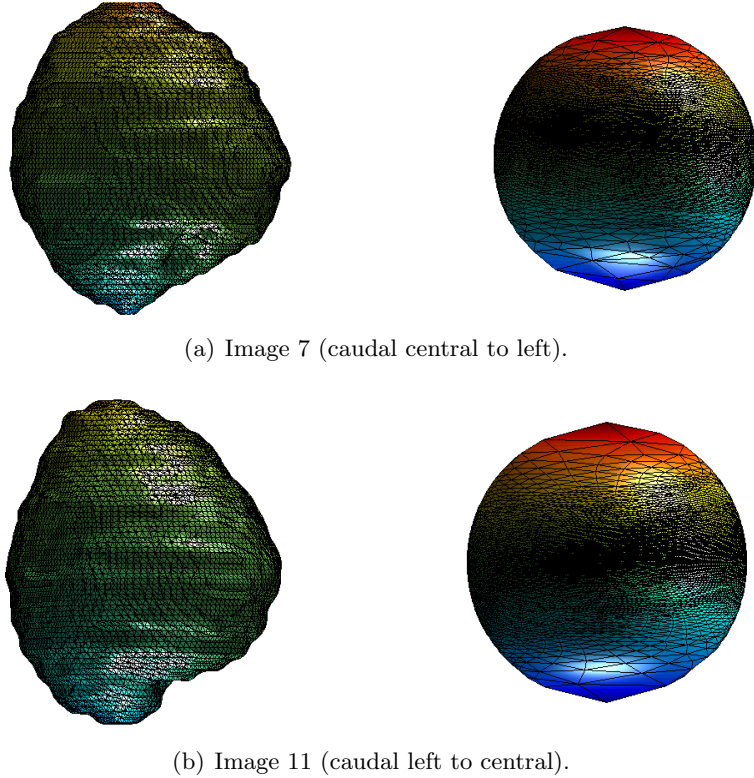 (a) Image 7 (caudal central to left).
(b) Image 11 (caudal left to central).